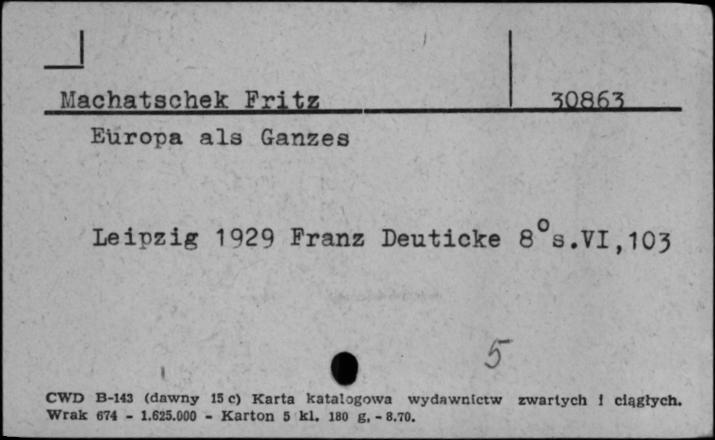 Machatschek Fritz 30863
Europa als Ganzes
Leipzig 1929 Franz Deuticke 8° s.VI,103
5
CWD B-143 (dawny 15 c) Karta katalogowa wydawnictw zwartych i ciągłych.
Wrak 674 - 1.625.000 - Karton 5 kl. 180 g. - 8.70.